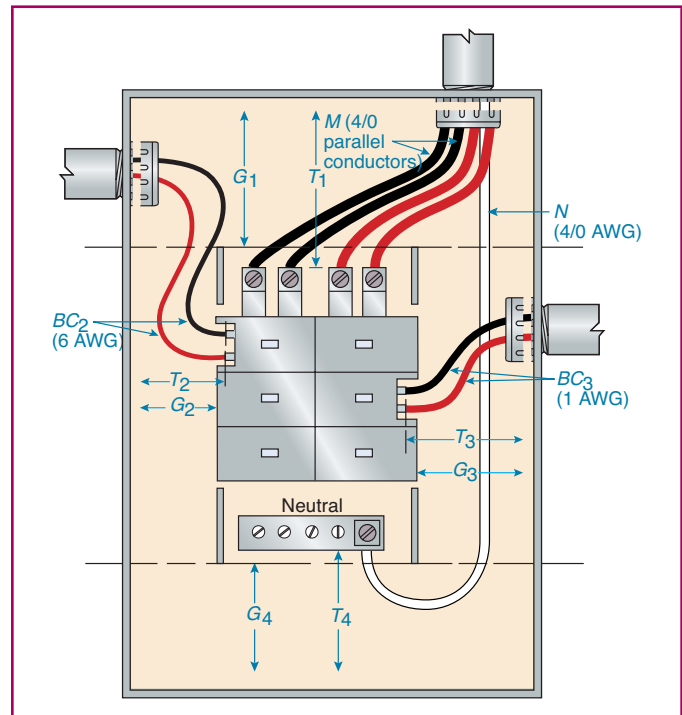 M (4/0
parallel
conductors)
G1
T1
N
(4/0 AWG)
BC2
(6 AWG)
T2
G2
BC3
(1 AWG)
T3
G3
Neutral
G4
T4